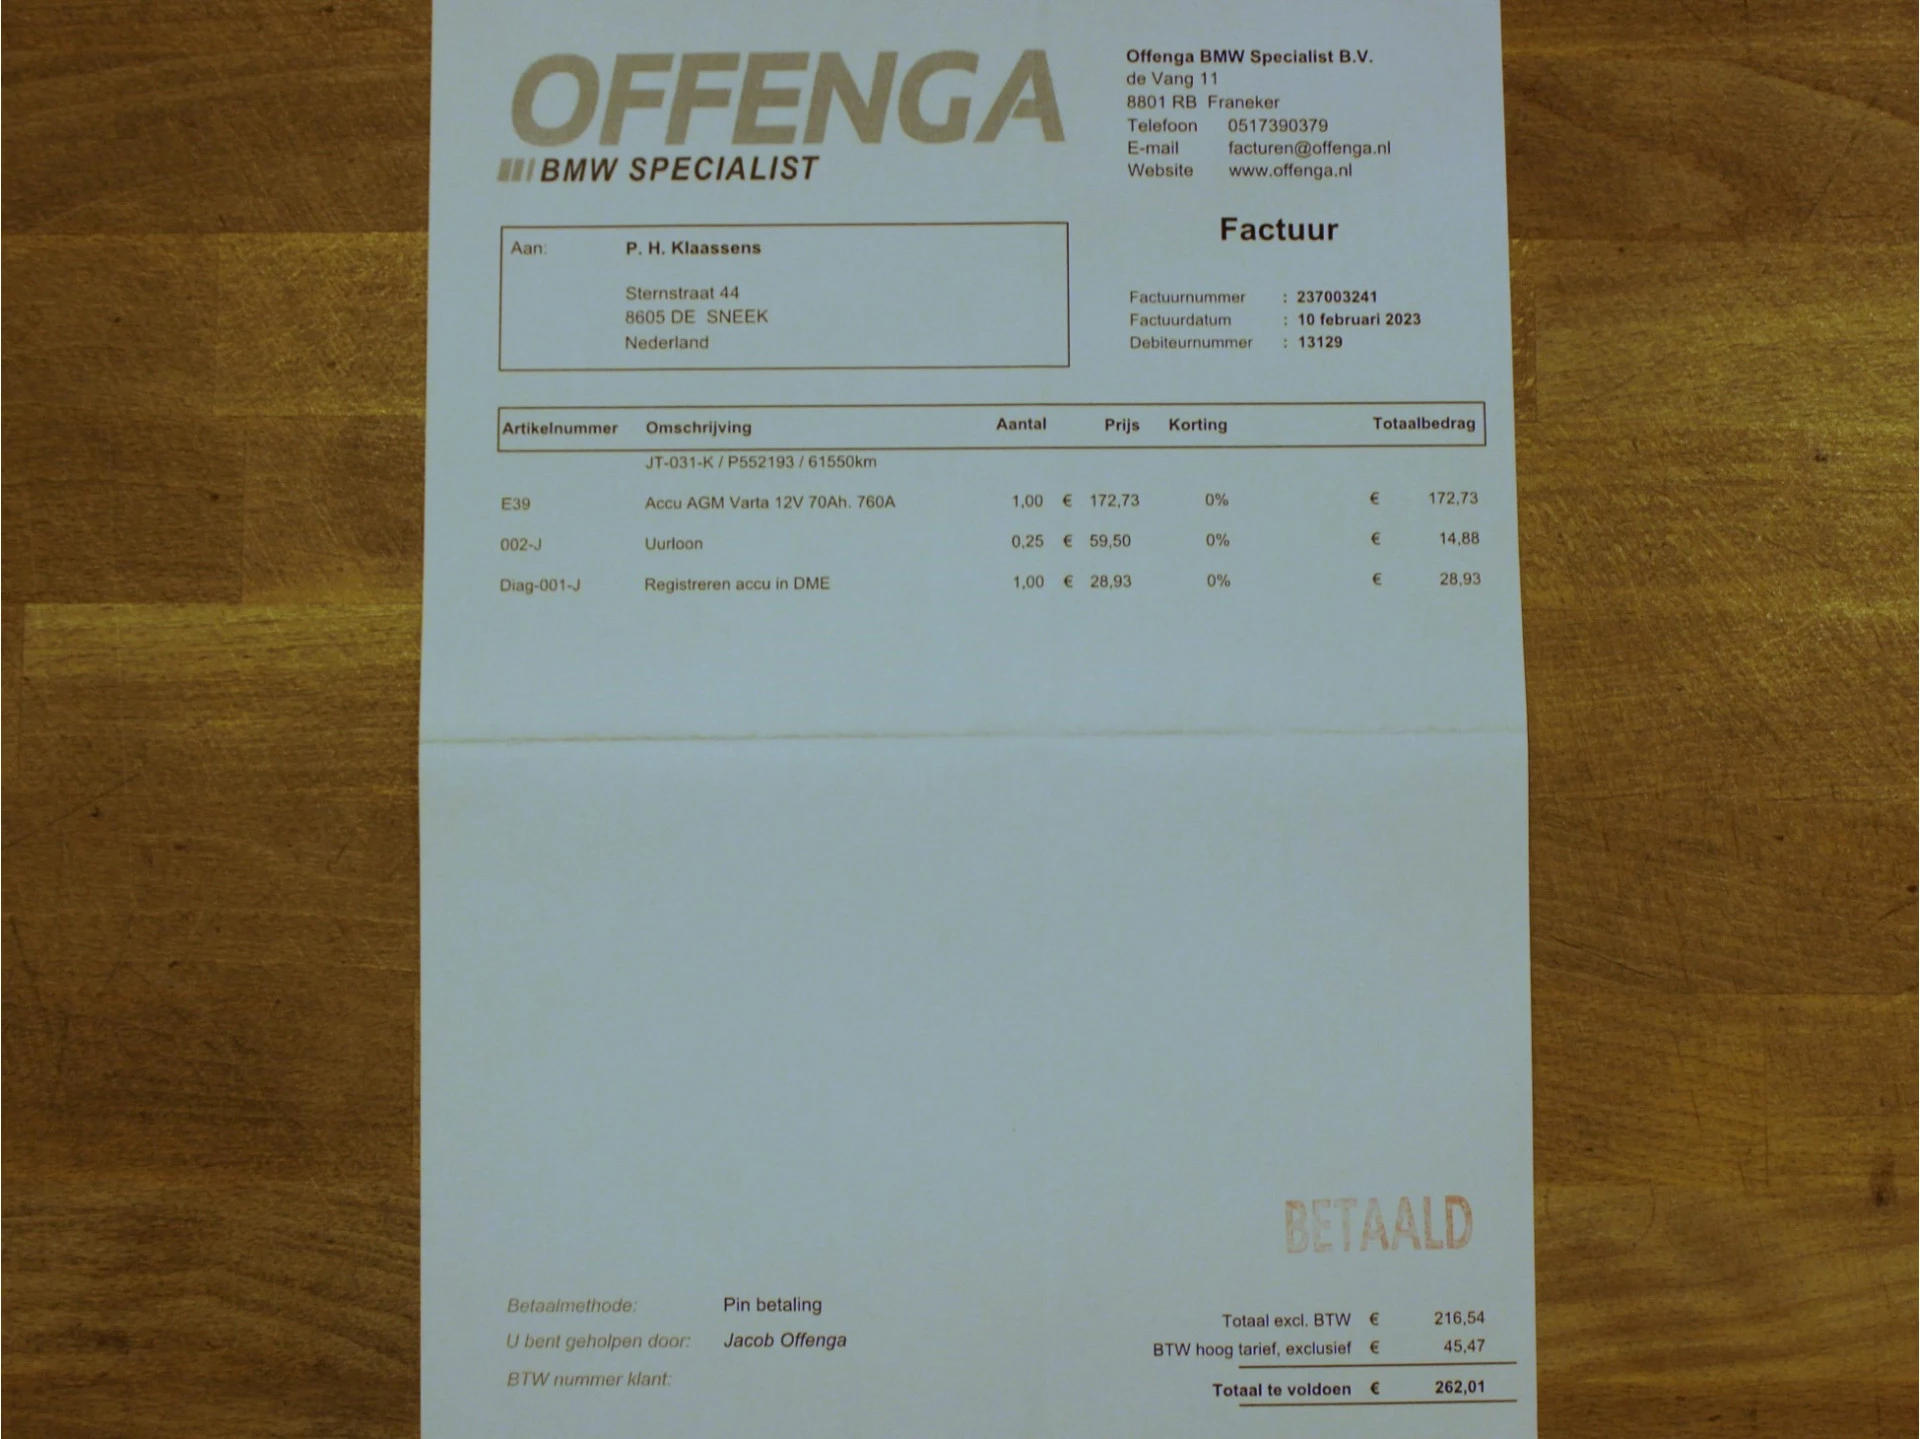 OFFENGA
BMW SPECIALIST
Offenga BMW Specialist B.V.
de Vang 11
8801 RB Franeker
Telefoon 0517390379
E-mail facturen@offenga.nl
Website www.offenga.nl
Factuur
Aan: P. H. Klaassens
Sternstraat 44
8605 DE SNEEK
Nederland
Factuurnummer : 237003241
Factuurdatum : 10 februari 2023
Debiteurnummer : 13129
Artikelnummer Omschrijving Aantal Prijs Korting Totaalbedrag
JT-031-K / P552193 / 61550km
E39 Accu AGM Varta 12V 70Ah. 760A 1,00 € 172,73 0% € 172,73
002-J Uurloon 0,25 € 59,50 0% € 14,88
Diag-001-J Registreren accu in DME 1,00 € 28,93 0% € 28,93
BETAALD
Betaalmethode: Pin betaling
U bent geholpen door: Jacob Offenga
BTW nummer klant:
Totaal excl. BTW € 216,54
BTW hoog tarief, exclusief € 45,47
Totaal te voldoen € 262,01